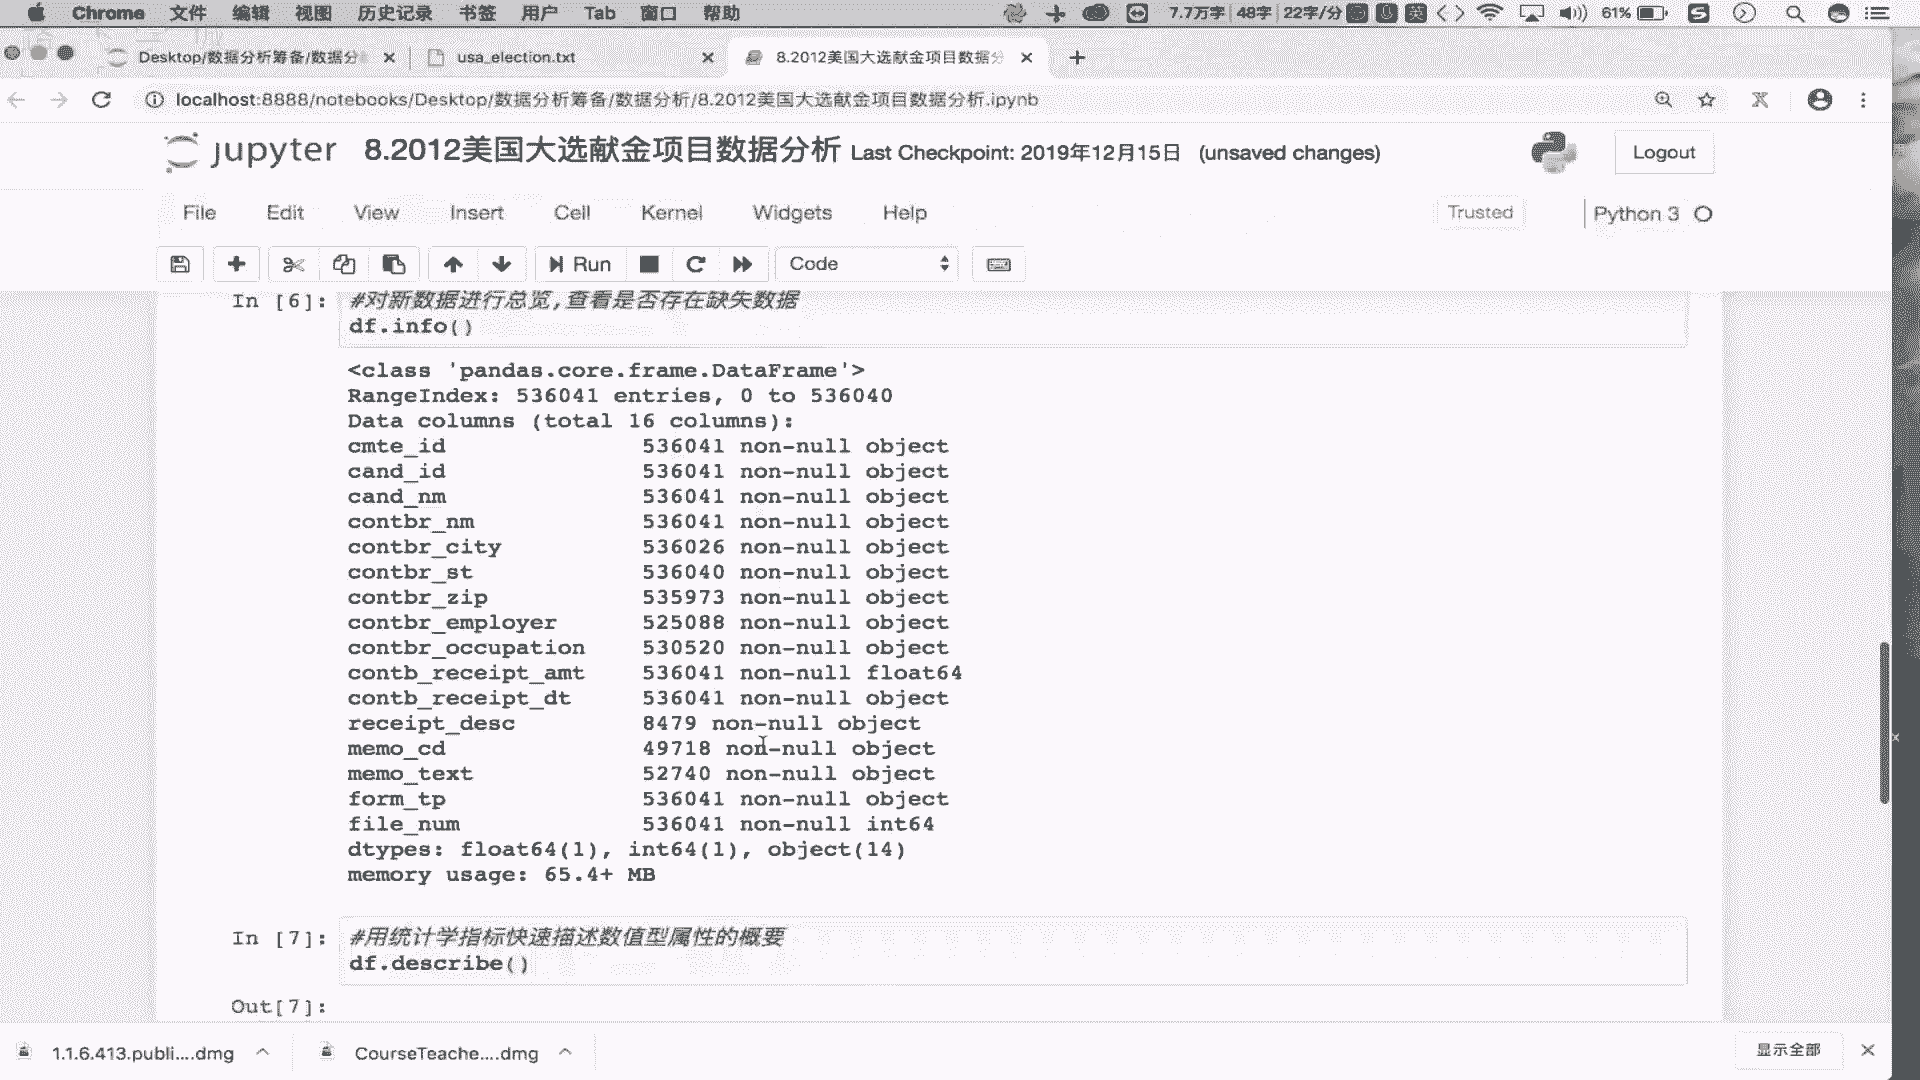 Chrome 文件 编辑 视图 历史记录 书签 用户 Tab 窗口 帮助 7.7万字 48字 22字/分 英 61%
Desktop/数据分析筹备/数据分 usa_election.txt 8.2012美国大选献金项目数据分
localhost:8888/notebooks/Desktop/数据分析筹备/数据分析/8.2012美国大选献金项目数据分析.ipynb
jupyter 8.2012美国大选献金项目数据分析 Last Checkpoint: 2019年12月15日 (unsaved changes) Logout
File Edit View Insert Cell Kernel Widgets Help Trusted Python 3
Run Code
In [6]: #对新数据进行总览,查看是否存在缺失数据
df.info()
<class 'pandas.core.frame.DataFrame'>
RangeIndex: 536041 entries, 0 to 536040
Data columns (total 16 columns):
cmte_id 536041 non-null object
cand_id 536041 non-null object
cand_nm 536041 non-null object
contbr_nm 536041 non-null object
contbr_city 536026 non-null object
contbr_st 536040 non-null object
contbr_zip 535973 non-null object
contbr_employer 525088 non-null object
contbr_occupation 530520 non-null object
contb_receipt_amt 536041 non-null float64
contb_receipt_dt 536041 non-null object
receipt_desc 8479 non-null object
memo_cd 49718 non-null object
memo_text 52740 non-null object
form_tp 536041 non-null object
file_num 536041 non-null int64
dtypes: float64(1), int64(1), object(14)
memory usage: 65.4+ MB
In [7]: #用统计学指标快速描述数值型属性的概要
df.describe()
Out[7]:
1.1.6.413.publi....dmg CourseTeache....dmg 显示全部